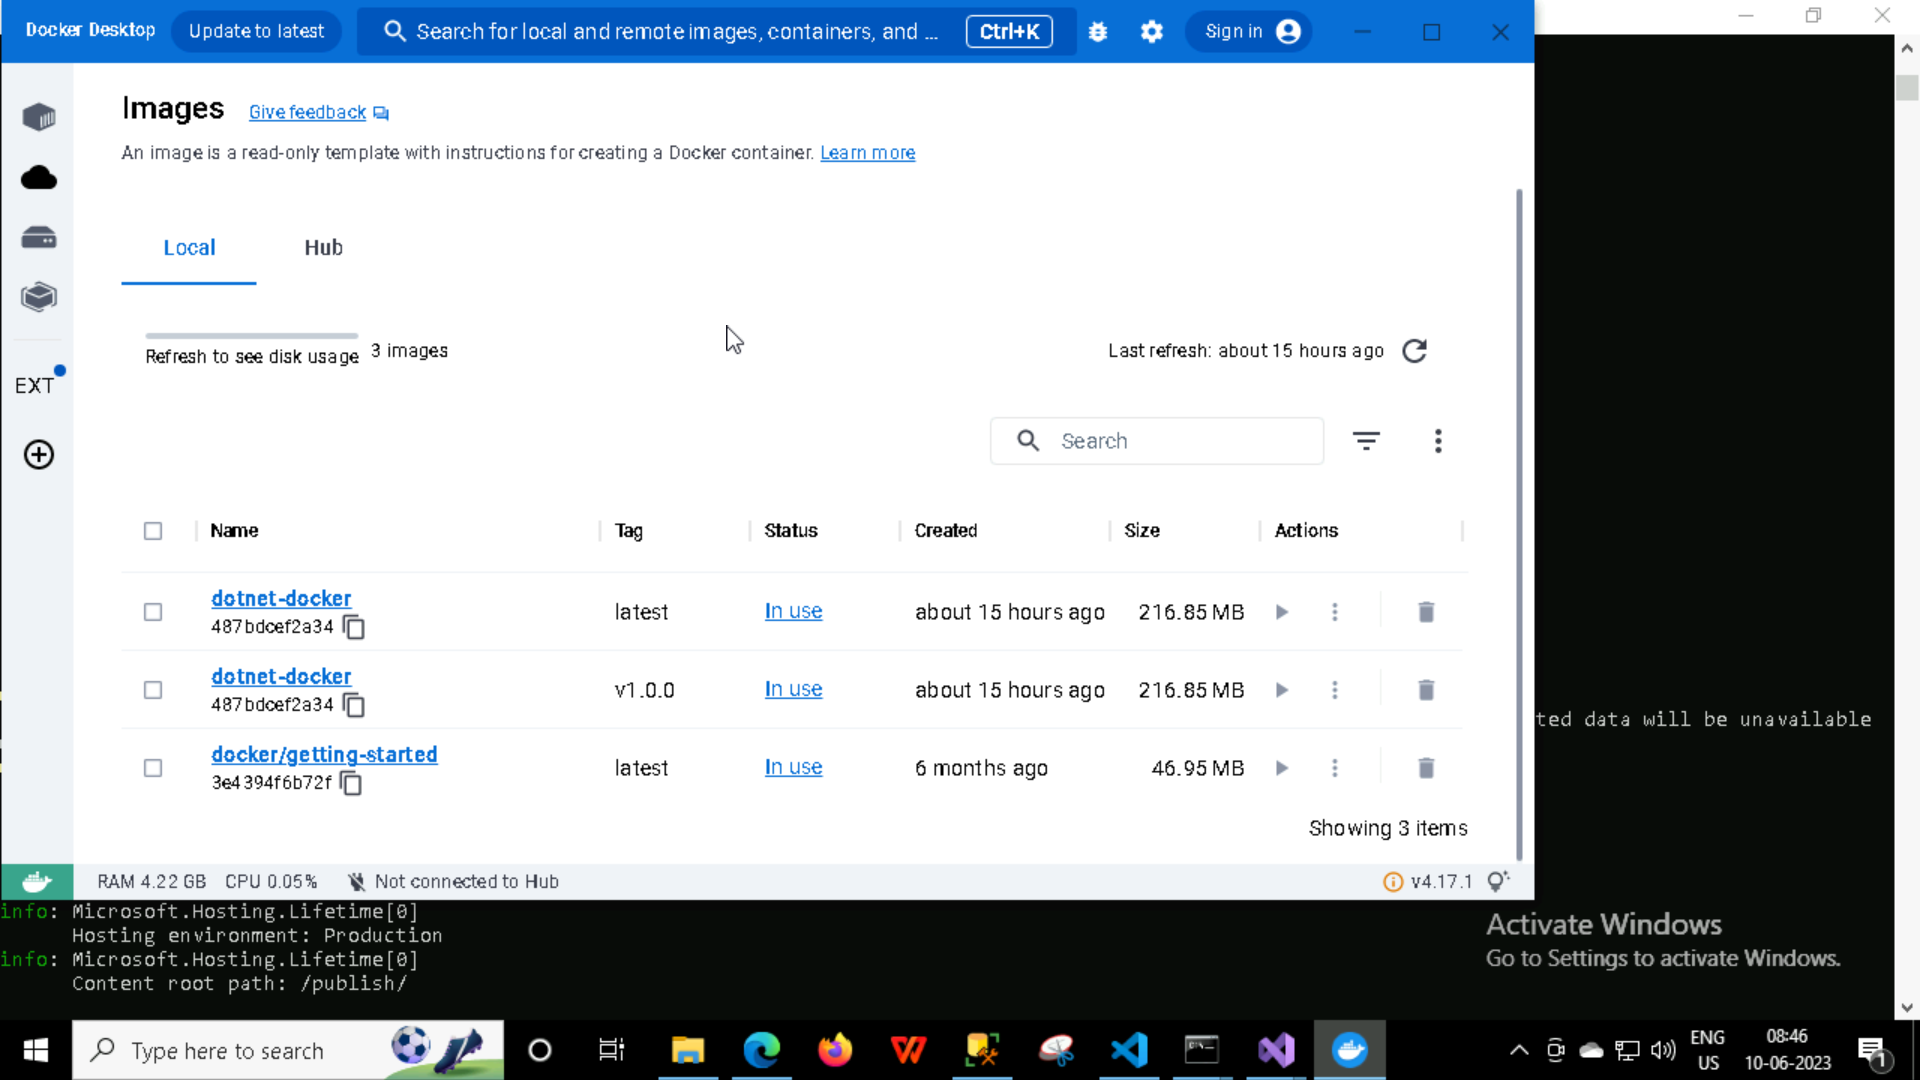 Docker Desktop
Update to latest
Search for local and remote images, containers, and ...
Ctrl+K
Sign in
Images
Give feedback
An image is a read-only template with instructions for creating a Docker container. Learn more
Local
Hub
Refresh to see disk usage
3 images
Last refresh: about 15 hours ago
EXT
Search
Name
Tag
Status
Created
Size
Actions
dotnet-docker
487bdcef2a34
latest
In use
about 15 hours ago
216.85 MB
dotnet-docker
487bdcef2a34
v1.0.0
In use
about 15 hours ago
216.85 MB
docker/getting-started
3e4394f6b72f
latest
In use
6 months ago
46.95 MB
Showing 3 items
ted data will be unavailable
RAM 4.22 GB CPU 0.05% Not connected to Hub
v4.17.1
info: Microsoft.Hosting.Lifetime[0]
Hosting environment: Production
info: Microsoft.Hosting.Lifetime[0]
Content root path: /publish/
Activate Windows
Go to Settings to activate Windows.
Type here to search
ENG
US
08:46
10-06-2023
1